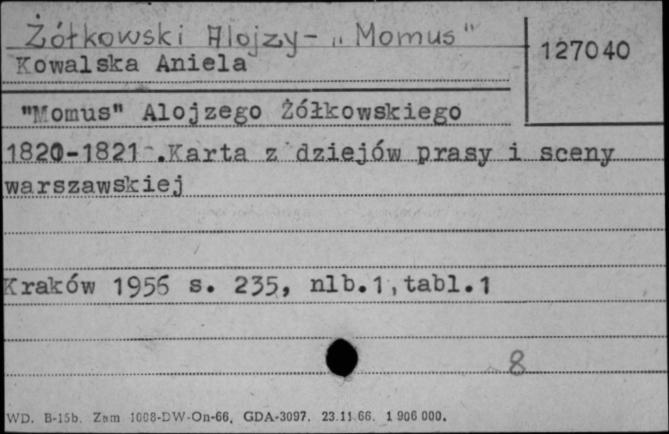 Żółkowski Alojzy - „Momus"
127040
Kowalska Aniela
"Momus" Alojzego Żółkowskiego
1820-1821 .Karta z dziejów prasy i sceny
warszawskiej
Kraków 1956 s. 235, nlb.1,tabl.1
8
WD. B-15b. Zam 1008-DW-On-66, GDA-3097. 23.11.66. 1 906 000.